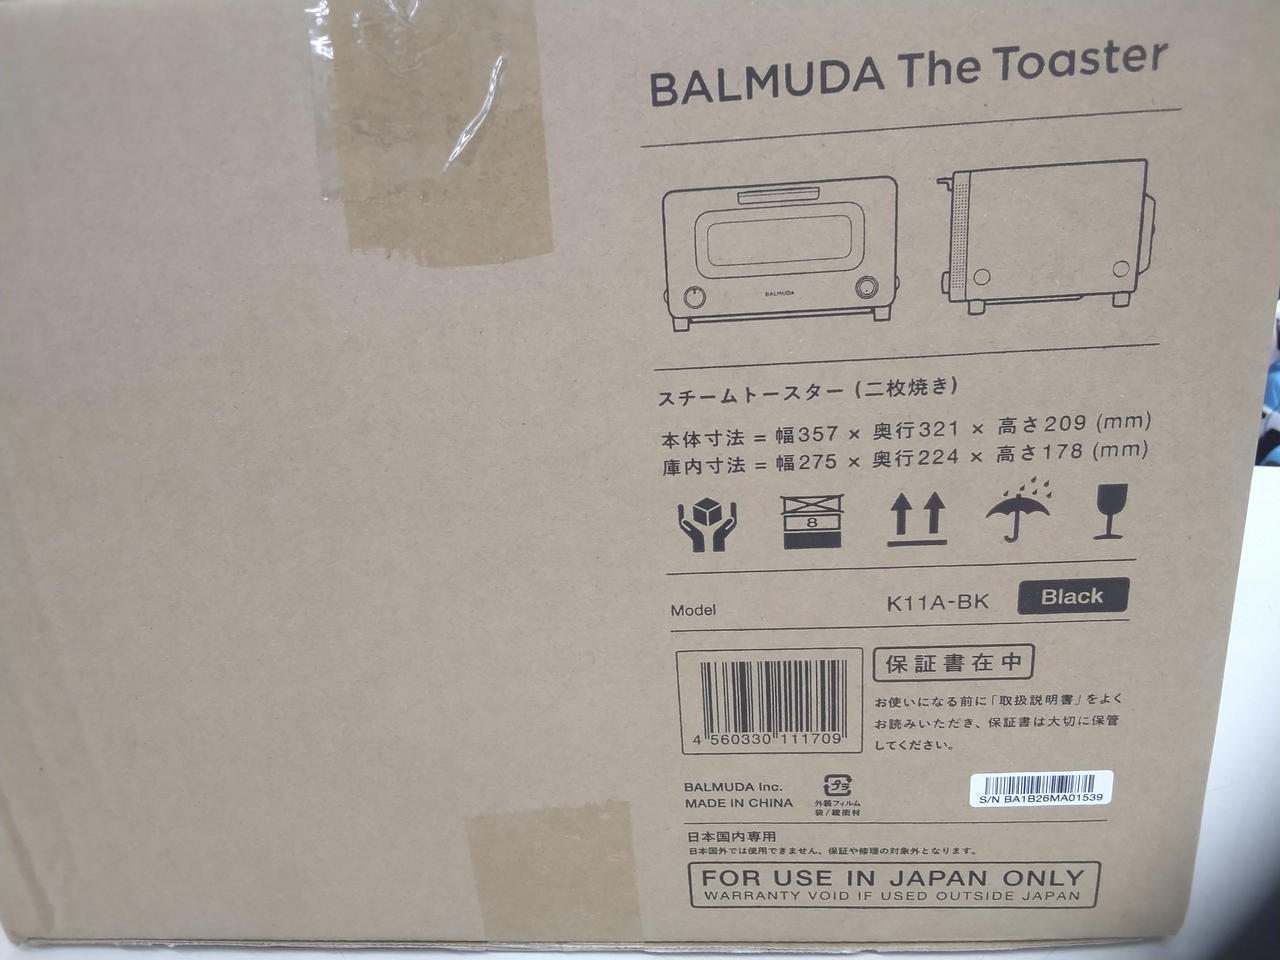 BALMUDA The Toaster
BALMUDA
スチームトースター (二枚焼き)
本体寸法 = 幅357 × 奥行321 × 高さ209 (mm)
庫内寸法 = 幅275 × 奥行224 × 高さ178 (mm)
8
Model K11A-BK Black
保証書在中
お使いになる前に「取扱説明書」をよく
お読みいただき、保証書は大切に保管
してください。
4 560330 111709
BALMUDA Inc.
MADE IN CHINA
プラ
外装フィルム
袋/緩衝材
S/N BA1B26MA01539
日本国内専用
日本国外では使用できません。保証や修理の対象外となります。
FOR USE IN JAPAN ONLY
WARRANTY VOID IF USED OUTSIDE JAPAN